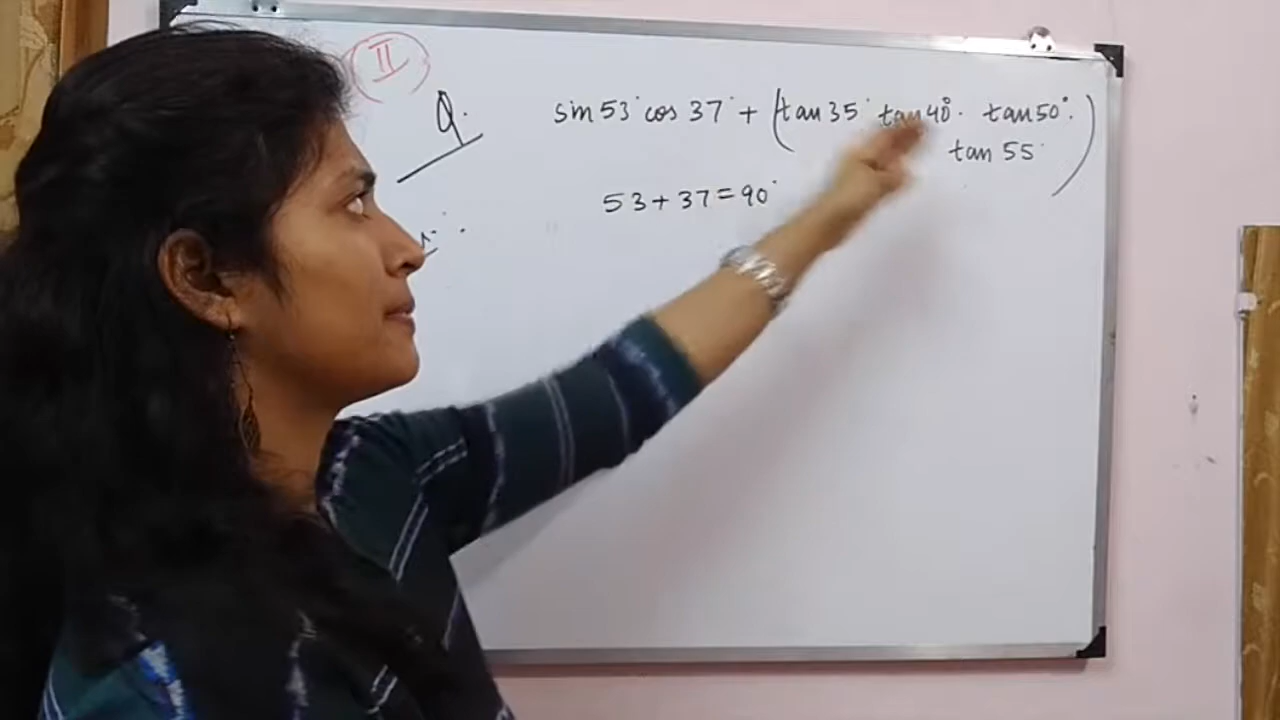 II
Q.
sin 53° cos 37° + (tan 35° tan 40°. tan 50°.
tan 55°)
53 + 37 = 90°